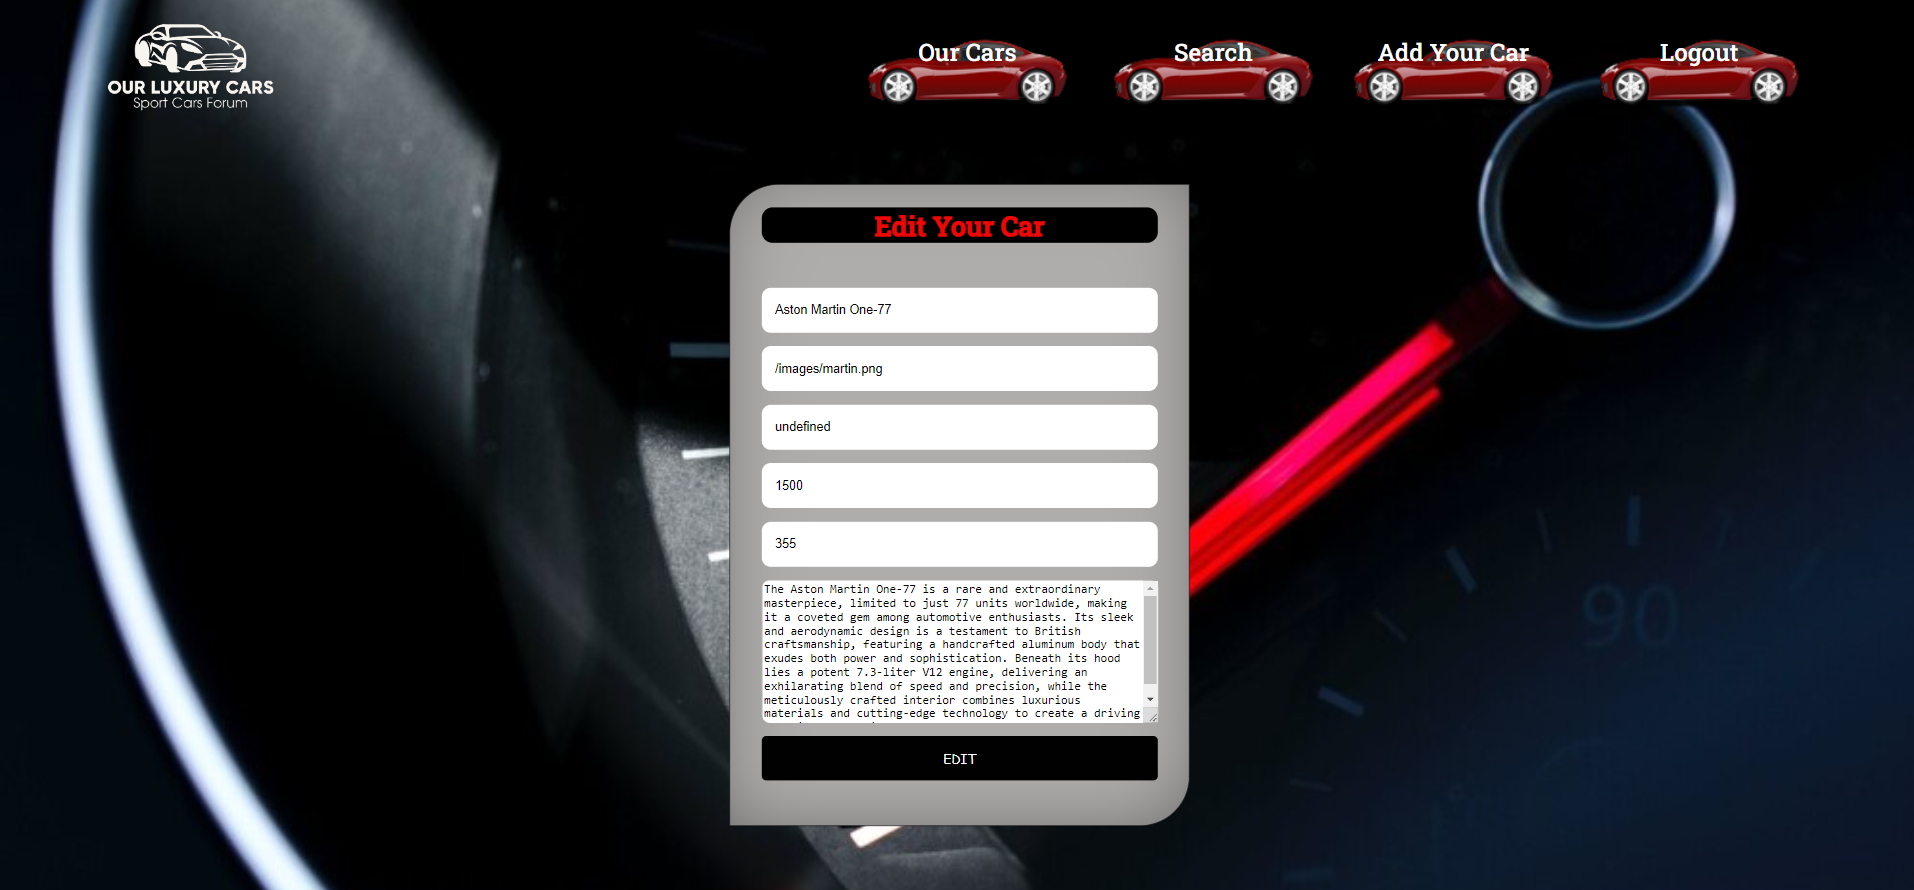 OUR LUXURY CARS
Sport Cars Forum
Our Cars
Search
Add Your Car
Logout
Edit Your Car
Aston Martin One-77
/images/martin.png
undefined
1500
355
The Aston Martin One-77 is a rare and extraordinary
masterpiece, limited to just 77 units worldwide, making
it a coveted gem among automotive enthusiasts. Its sleek
and aerodynamic design is a testament to British
craftsmanship, featuring a handcrafted aluminum body that
exudes both power and sophistication. Beneath its hood
lies a potent 7.3-liter V12 engine, delivering an
exhilarating blend of speed and precision, while the
meticulously crafted interior combines luxurious
materials and cutting-edge technology to create a driving
EDIT
90